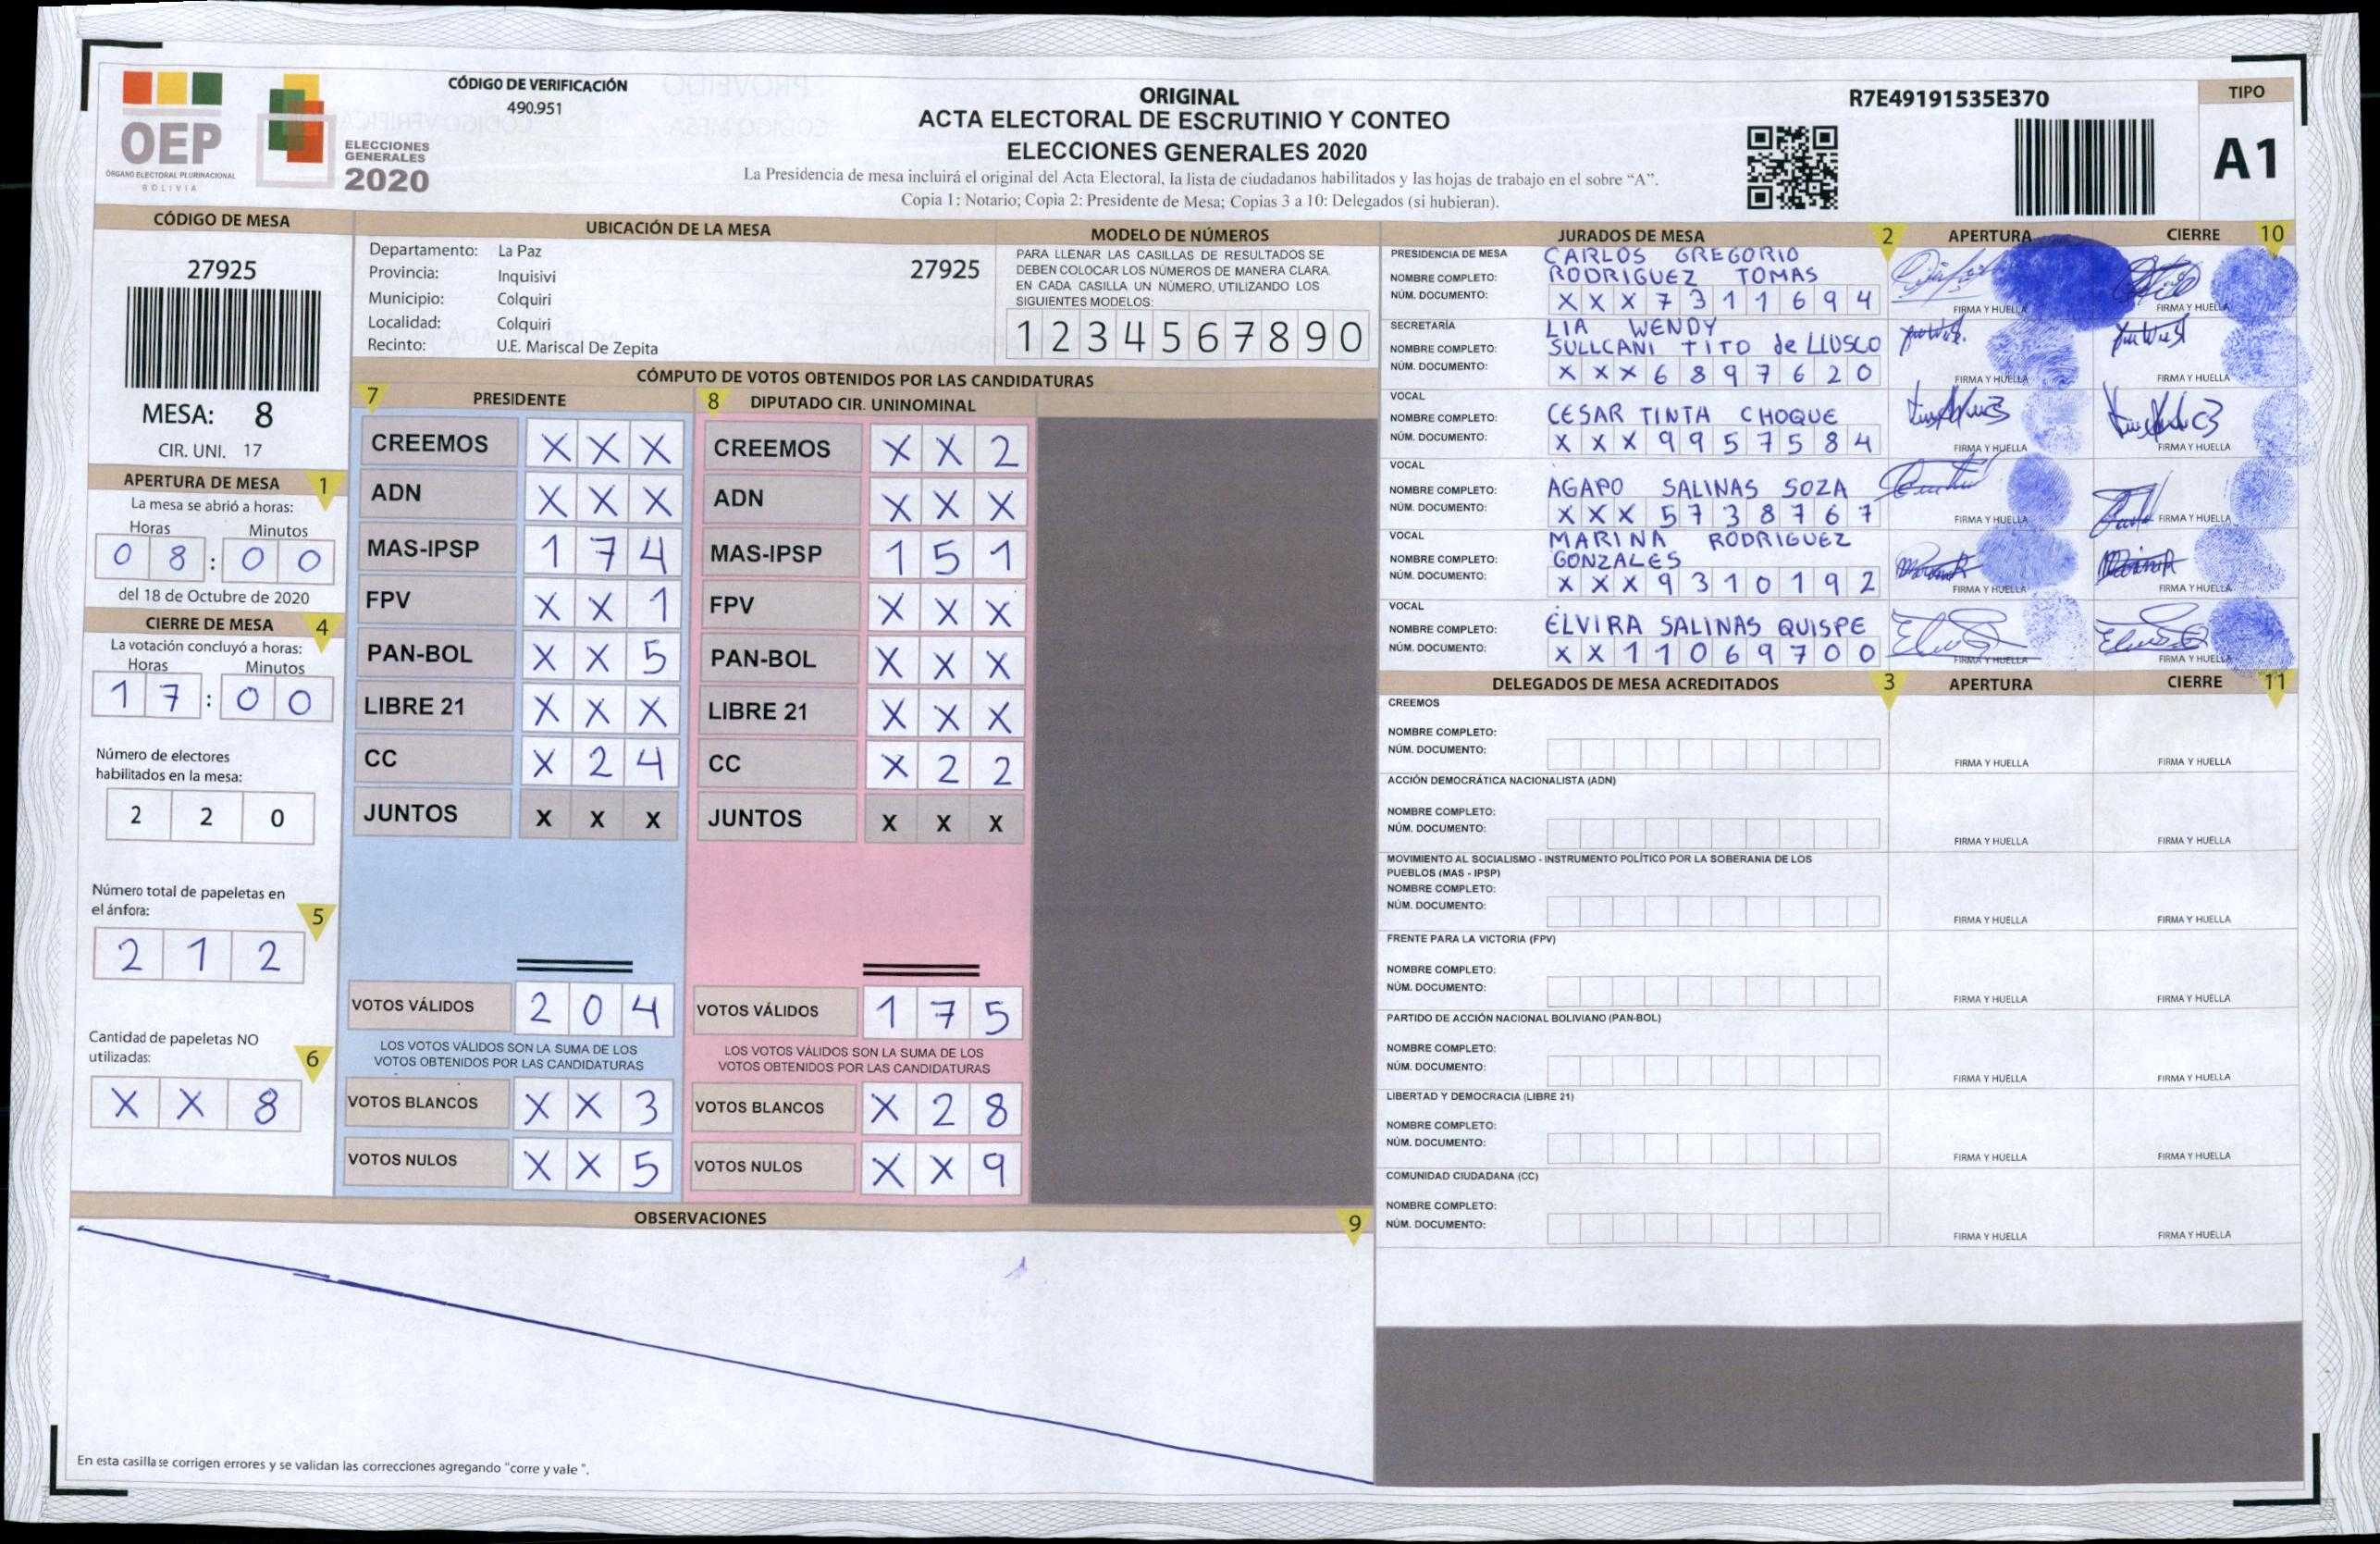 OEP
ÓRGANO ELECTORAL PLURINACIONAL
BOLIVIA
ELECCIONES
GENERALES
2020
CÓDIGO DE VERIFICACIÓN
490.951
ORIGINAL
ACTA ELECTORAL DE ESCRUTINIO Y CONTEO
ELECCIONES GENERALES 2020
La Presidencia de mesa incluirá el original del Acta Electoral, la lista de ciudadanos habilitados y las hojas de trabajo en el sobre “A”.
Copia 1: Notario; Copia 2: Presidente de Mesa; Copias 3 a 10: Delegados (si hubieran).
R7E49191535E370
TIPO
A1
CÓDIGO DE MESA
27925
MESA: 8
CIR. UNI. 17
APERTURA DE MESA 1
La mesa se abrió a horas:
Horas Minutos
0 8 : 0 0
del 18 de Octubre de 2020
CIERRE DE MESA 4
La votación concluyó a horas:
Horas Minutos
1 7 : 0 0
Número de electores
habilitados en la mesa:
2 2 0
Número total de papeletas en
el ánfora: 5
2 1 2
Cantidad de papeletas NO
utilizadas: 6
X X 8
UBICACIÓN DE LA MESA
Departamento: La Paz
Provincia: Inquisivi
Municipio: Colquiri
Localidad: Colquiri
Recinto: U.E. Mariscal De Zepita
27925
MODELO DE NÚMEROS
PARA LLENAR LAS CASILLAS DE RESULTADOS SE
DEBEN COLOCAR LOS NÚMEROS DE MANERA CLARA
EN CADA CASILLA UN NÚMERO, UTILIZANDO LOS
SIGUIENTES MODELOS:
1 2 3 4 5 6 7 8 9 0
CÓMPUTO DE VOTOS OBTENIDOS POR LAS CANDIDATURAS
7 PRESIDENTE
CREEMOS X X X
ADN X X X
MAS-IPSP 1 7 4
FPV X X 1
PAN-BOL X X 5
LIBRE 21 X X X
CC X 2 4
JUNTOS X X X
VOTOS VÁLIDOS 2 0 4
LOS VOTOS VÁLIDOS SON LA SUMA DE LOS
VOTOS OBTENIDOS POR LAS CANDIDATURAS
VOTOS BLANCOS X X 3
VOTOS NULOS X X 5
8 DIPUTADO CIR. UNINOMINAL
CREEMOS X X 2
ADN X X X
MAS-IPSP 1 5 1
FPV X X X
PAN-BOL X X X
LIBRE 21 X X X
CC X 2 2
JUNTOS X X X
VOTOS VÁLIDOS 1 7 5
LOS VOTOS VÁLIDOS SON LA SUMA DE LOS
VOTOS OBTENIDOS POR LAS CANDIDATURAS
VOTOS BLANCOS X 2 8
VOTOS NULOS X X 9
OBSERVACIONES 9
En esta casilla se corrigen errores y se validan las correcciones agregando "corre y vale ".
JURADOS DE MESA 2 APERTURA CIERRE 10
PRESIDENCIA DE MESA CARLOS GREGORIO
NOMBRE COMPLETO: RODRIGUEZ TOMAS
NÚM. DOCUMENTO: X X X 7 3 1 1 6 9 4
FIRMA Y HUELLA FIRMA Y HUELLA
SECRETARÍA LIA WENDY
NOMBRE COMPLETO: SULLCANI TITO de LLUSCO
NÚM. DOCUMENTO: X X X 6 8 9 7 6 2 0
FIRMA Y HUELLA FIRMA Y HUELLA
VOCAL
NOMBRE COMPLETO: CESAR TINTA CHOQUE
NÚM. DOCUMENTO: X X X 9 9 5 7 5 8 4
FIRMA Y HUELLA FIRMA Y HUELLA
VOCAL
NOMBRE COMPLETO: AGAPO SALINAS SOZA
NÚM. DOCUMENTO: X X X 5 7 3 8 7 6 7
FIRMA Y HUELLA FIRMA Y HUELLA
VOCAL MARINA RODRIGUEZ
NOMBRE COMPLETO: GONZALES
NÚM. DOCUMENTO: X X X 9 3 1 0 1 9 2
FIRMA Y HUELLA FIRMA Y HUELLA
VOCAL
NOMBRE COMPLETO: ELVIRA SALINAS QUISPE
NÚM. DOCUMENTO: X X 1 1 0 6 9 7 0 0
FIRMA Y HUELLA FIRMA Y HUELLA
DELEGADOS DE MESA ACREDITADOS 3 APERTURA CIERRE 11
CREEMOS
NOMBRE COMPLETO:
NÚM. DOCUMENTO:
FIRMA Y HUELLA FIRMA Y HUELLA
ACCIÓN DEMOCRÁTICA NACIONALISTA (ADN)
NOMBRE COMPLETO:
NÚM. DOCUMENTO:
FIRMA Y HUELLA FIRMA Y HUELLA
MOVIMIENTO AL SOCIALISMO - INSTRUMENTO POLÍTICO POR LA SOBERANIA DE LOS
PUEBLOS (MAS - IPSP)
NOMBRE COMPLETO:
NÚM. DOCUMENTO:
FIRMA Y HUELLA FIRMA Y HUELLA
FRENTE PARA LA VICTORIA (FPV)
NOMBRE COMPLETO:
NÚM. DOCUMENTO:
FIRMA Y HUELLA FIRMA Y HUELLA
PARTIDO DE ACCIÓN NACIONAL BOLIVIANO (PAN-BOL)
NOMBRE COMPLETO:
NÚM. DOCUMENTO:
FIRMA Y HUELLA FIRMA Y HUELLA
LIBERTAD Y DEMOCRACIA (LIBRE 21)
NOMBRE COMPLETO:
NÚM. DOCUMENTO:
FIRMA Y HUELLA FIRMA Y HUELLA
COMUNIDAD CIUDADANA (CC)
NOMBRE COMPLETO:
NÚM. DOCUMENTO:
FIRMA Y HUELLA FIRMA Y HUELLA